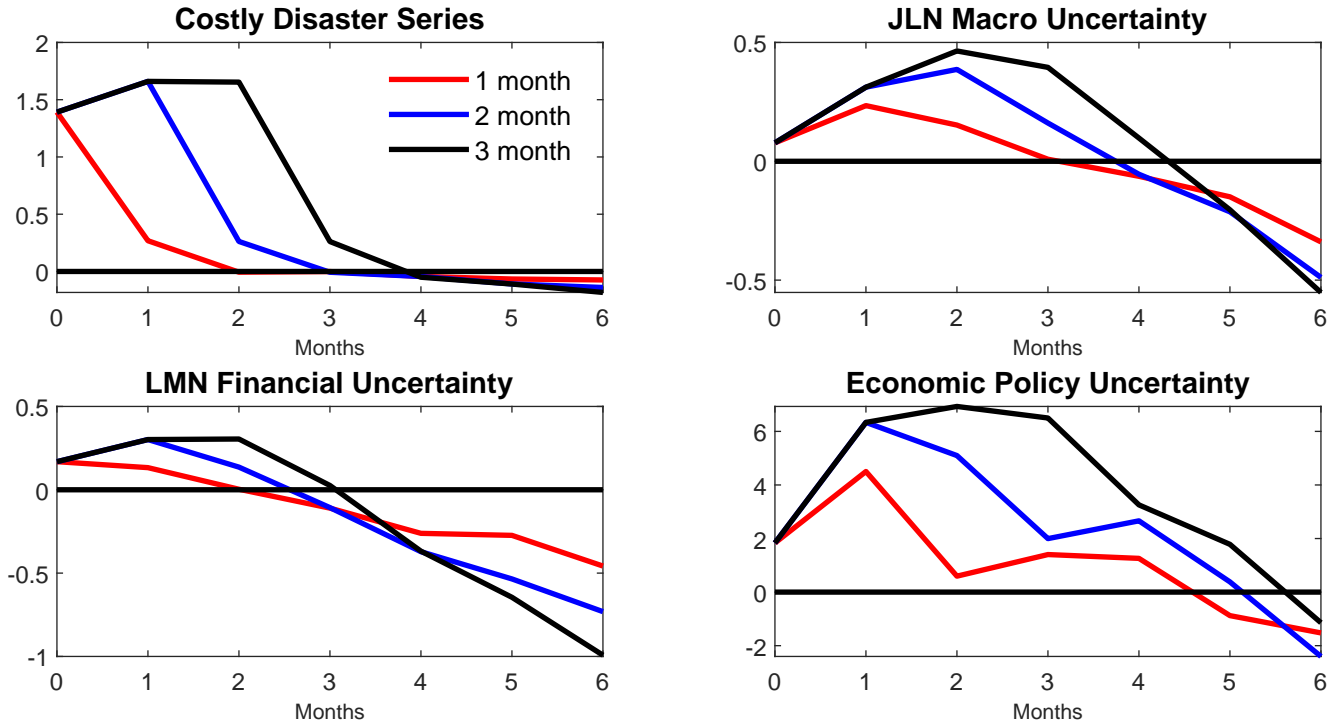 Costly Disaster Series
2
1.5
1
0.5
0
0 1 2 3 4 5 6
Months
1 month
2 month
3 month
JLN Macro Uncertainty
0.5
0
-0.5
0 1 2 3 4 5 6
Months
LMN Financial Uncertainty
0.5
0
-0.5
-1
0 1 2 3 4 5 6
Months
Economic Policy Uncertainty
6
4
2
0
-2
0 1 2 3 4 5 6
Months